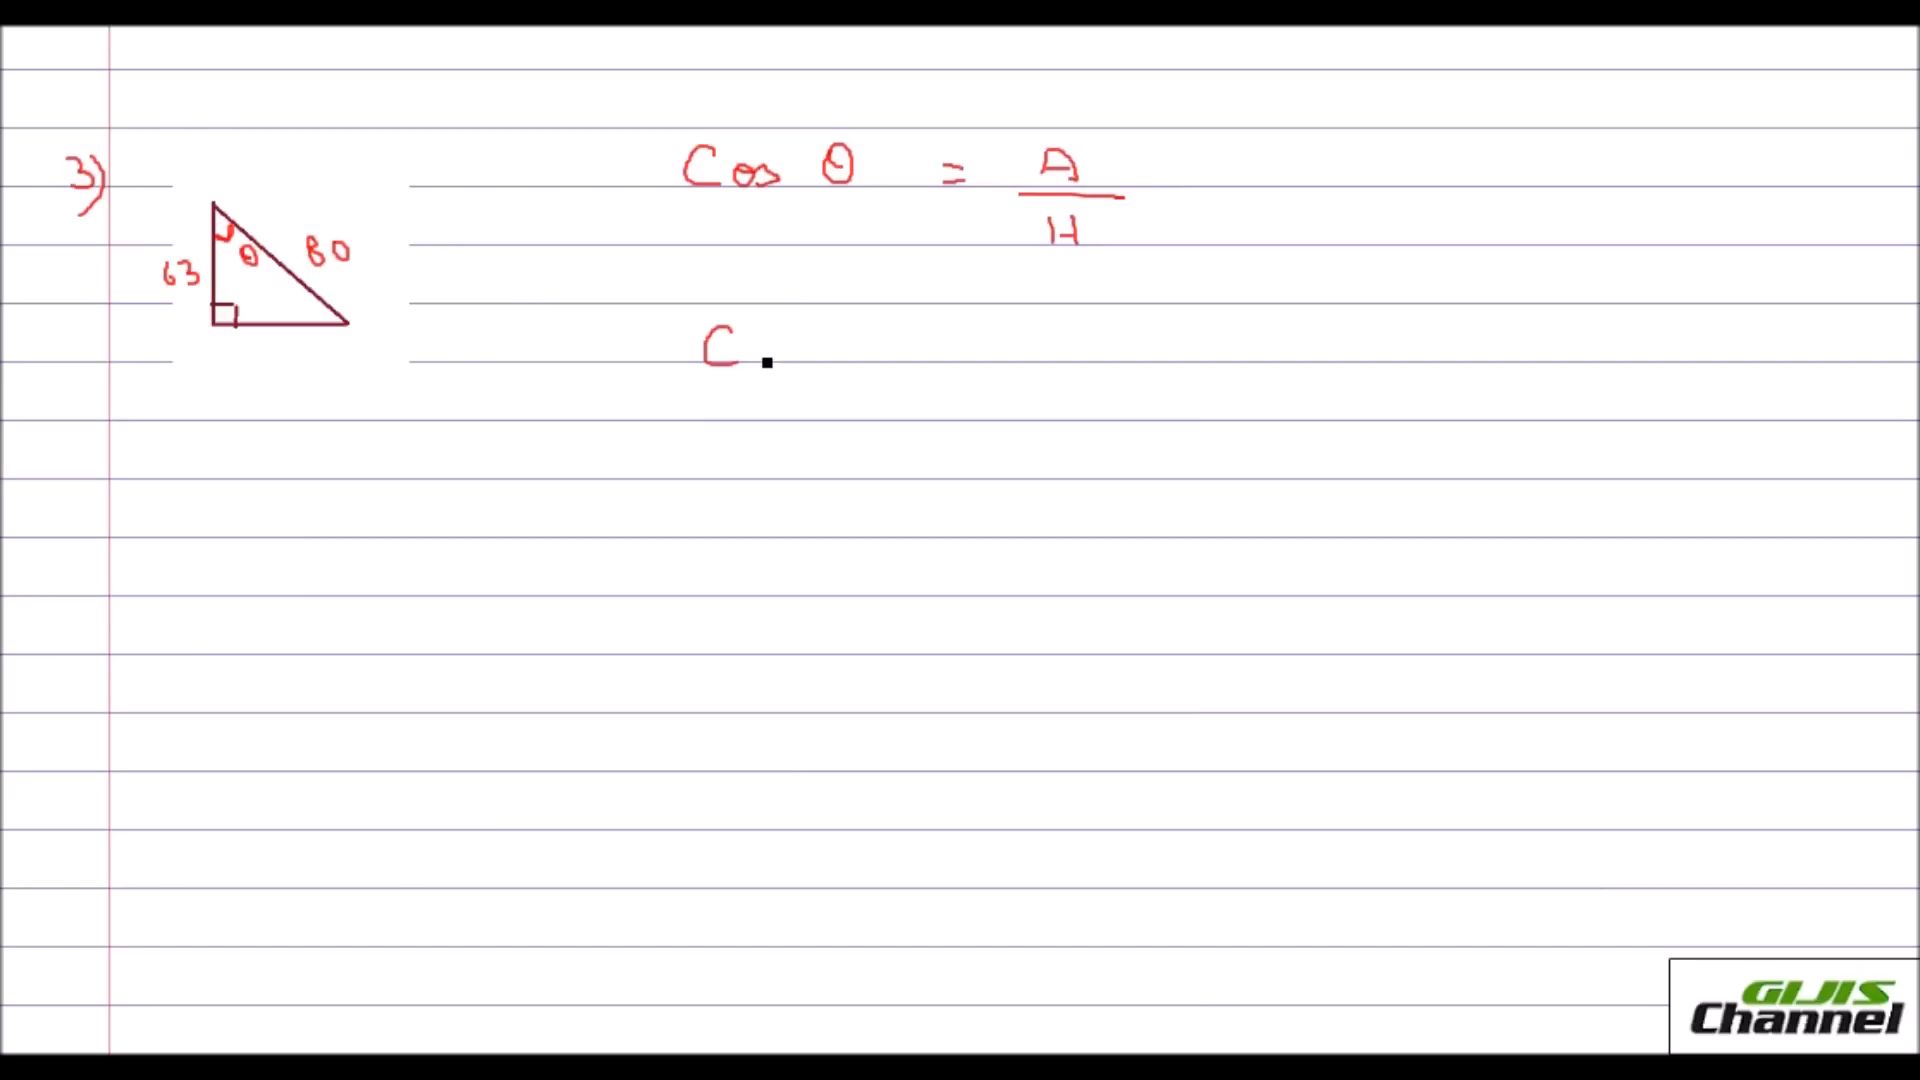 3)
Cos θ = A
H
63
θ
80
C
GIJIS
Channel